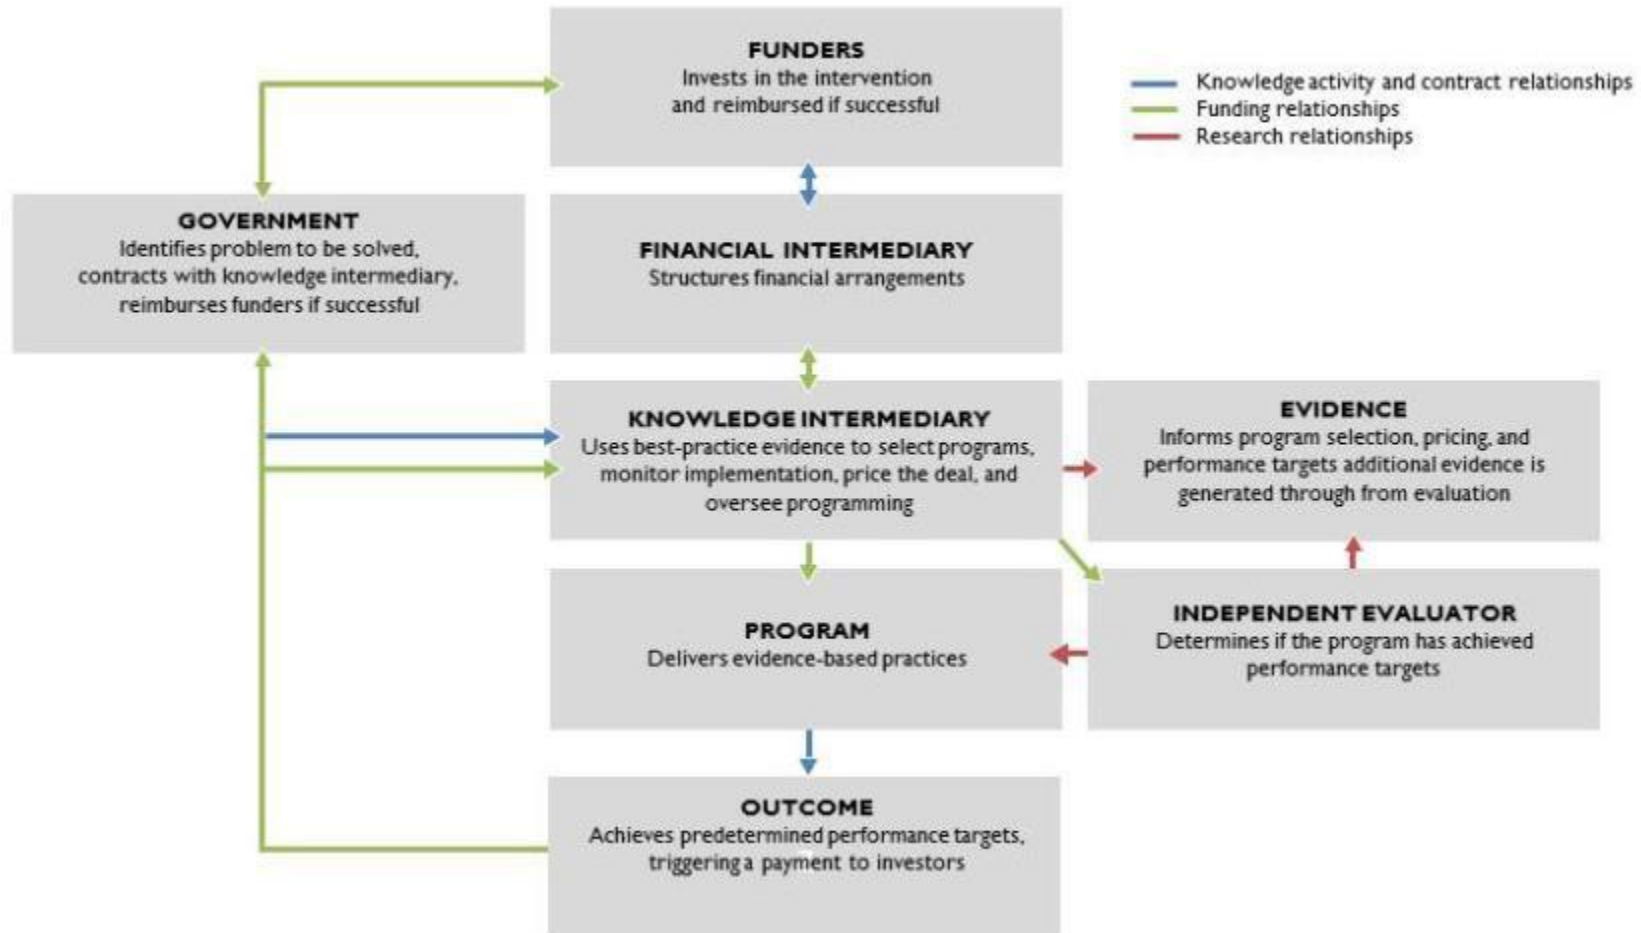 FUNDERS
Invests in the intervention
and reimbursed if successful
Knowledge activity and contract relationships
Funding relationships
Research relationships
GOVERNMENT
Identifies problem to be solved,
contracts with knowledge intermediary,
reimburses funders if successful
FINANCIAL INTERMEDIARY
Structures financial arrangements
KNOWLEDGE INTERMEDIARY
Uses best-practice evidence to select programs,
monitor implementation, price the deal, and
oversee programming
EVIDENCE
Informs program selection, pricing, and
performance targets additional evidence is
generated through from evaluation
PROGRAM
Delivers evidence-based practices
INDEPENDENT EVALUATOR
Determines if the program has achieved
performance targets
OUTCOME
Achieves predetermined performance targets,
triggering a payment to investors